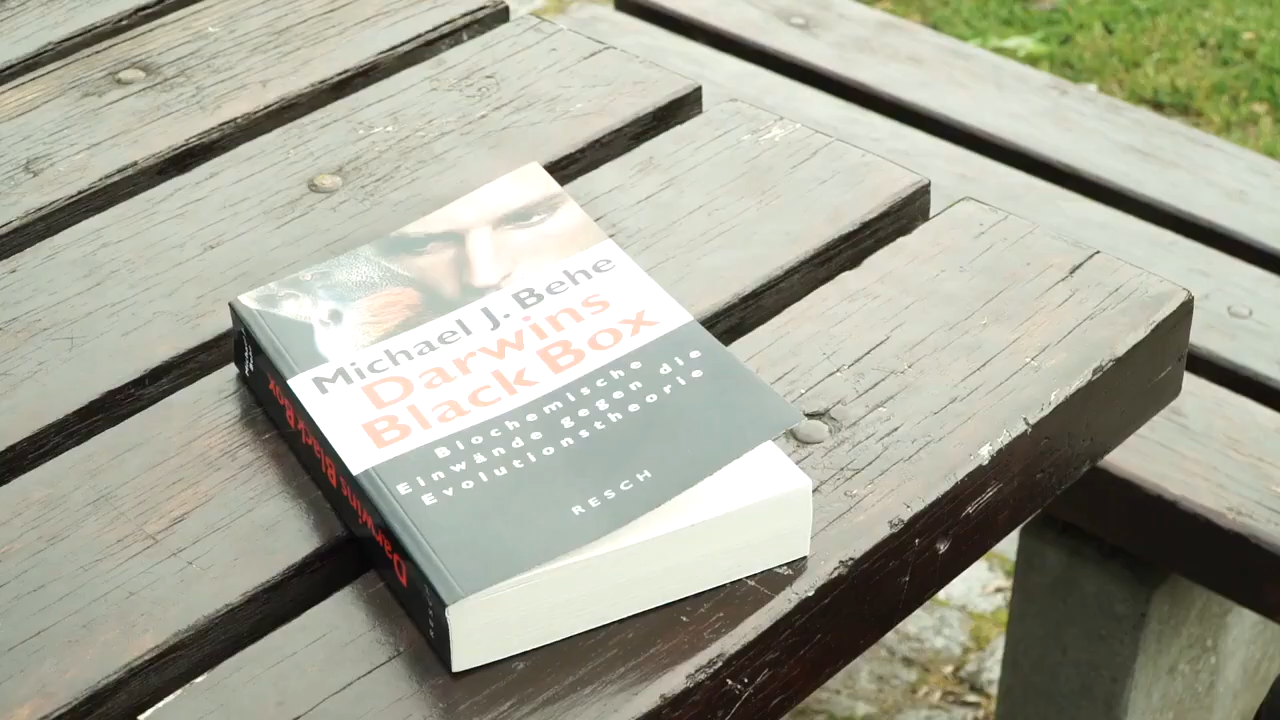 Michael J. Behe
Darwins
Black Box
Biochemische
Einwände gegen die
Evolutionstheorie
RESCH
Darwins Black Box